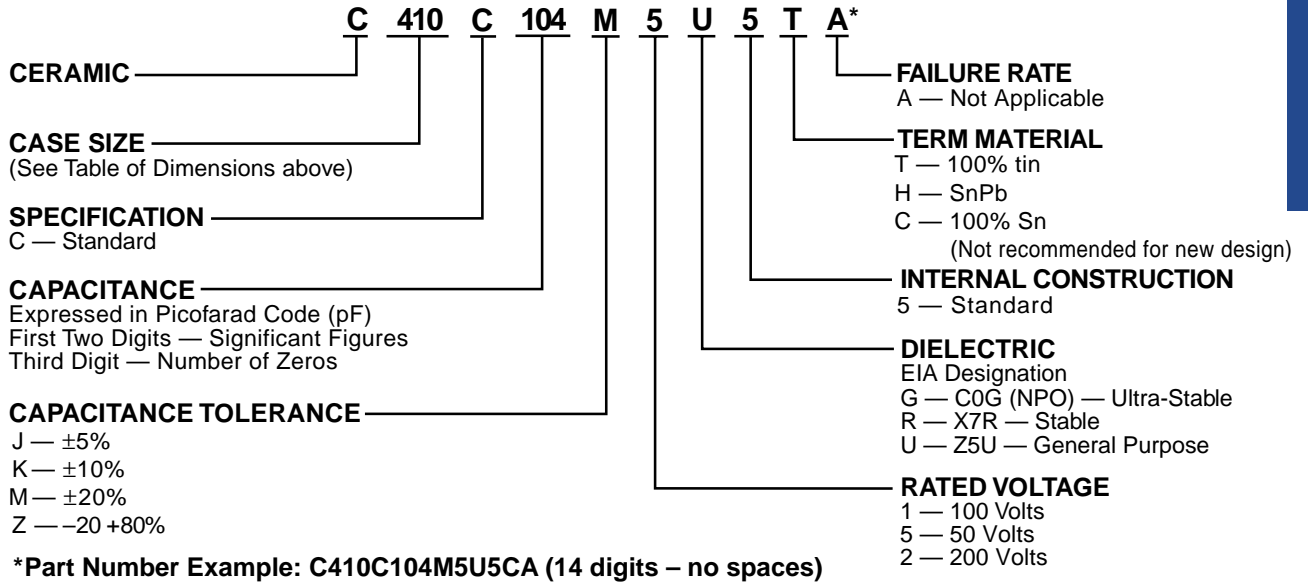 C 410 C 104 M 5 U 5 T A*
CERAMIC
CASE SIZE
(See Table of Dimensions above)
SPECIFICATION
C — Standard
CAPACITANCE
Expressed in Picofarad Code (pF)
First Two Digits — Significant Figures
Third Digit — Number of Zeros
CAPACITANCE TOLERANCE
J — ±5%
K — ±10%
M — ±20%
Z — –20 +80%
FAILURE RATE
A — Not Applicable
TERM MATERIAL
T — 100% tin
H — SnPb
C — 100% Sn
(Not recommended for new design)
INTERNAL CONSTRUCTION
5 — Standard
DIELECTRIC
EIA Designation
G — C0G (NPO) — Ultra-Stable
R — X7R — Stable
U — Z5U — General Purpose
RATED VOLTAGE
1 — 100 Volts
5 — 50 Volts
2 — 200 Volts
*Part Number Example: C410C104M5U5CA (14 digits – no spaces)